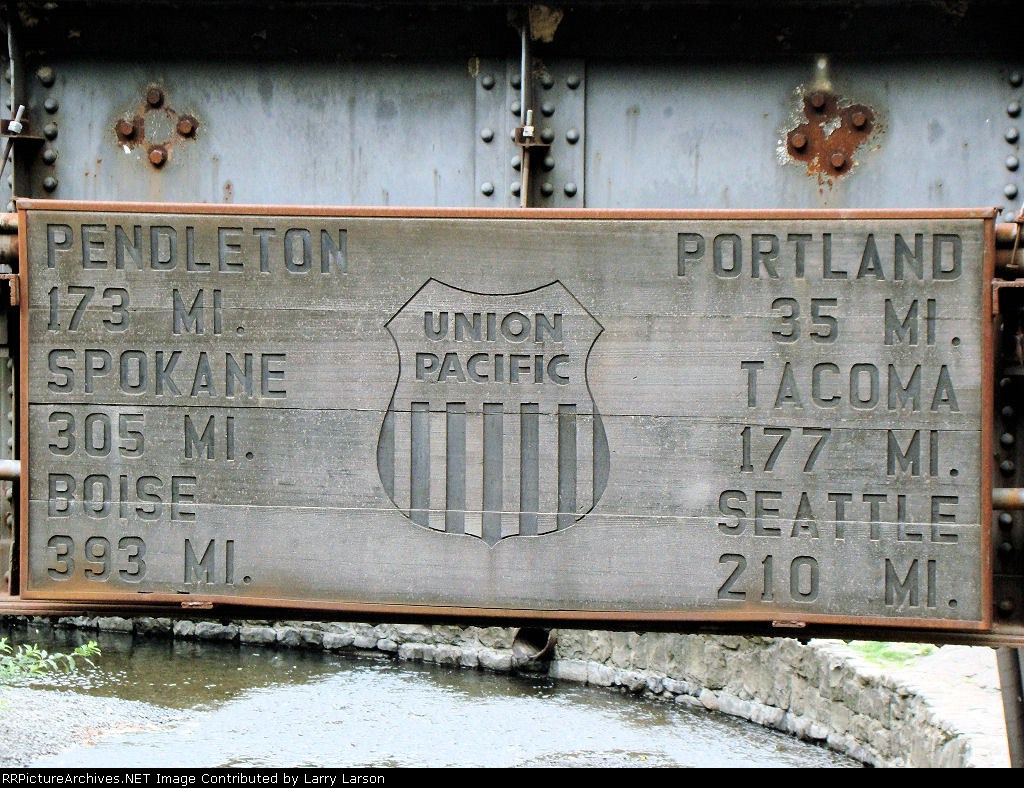 PENDLETON
173 MI.
SPOKANE
305 MI.
BOISE
393 MI.
UNION
PACIFIC
PORTLAND
35 MI.
TACOMA
177 MI.
SEATTLE
210 MI.
RRPictureArchives.NET Image Contributed by Larry Larson